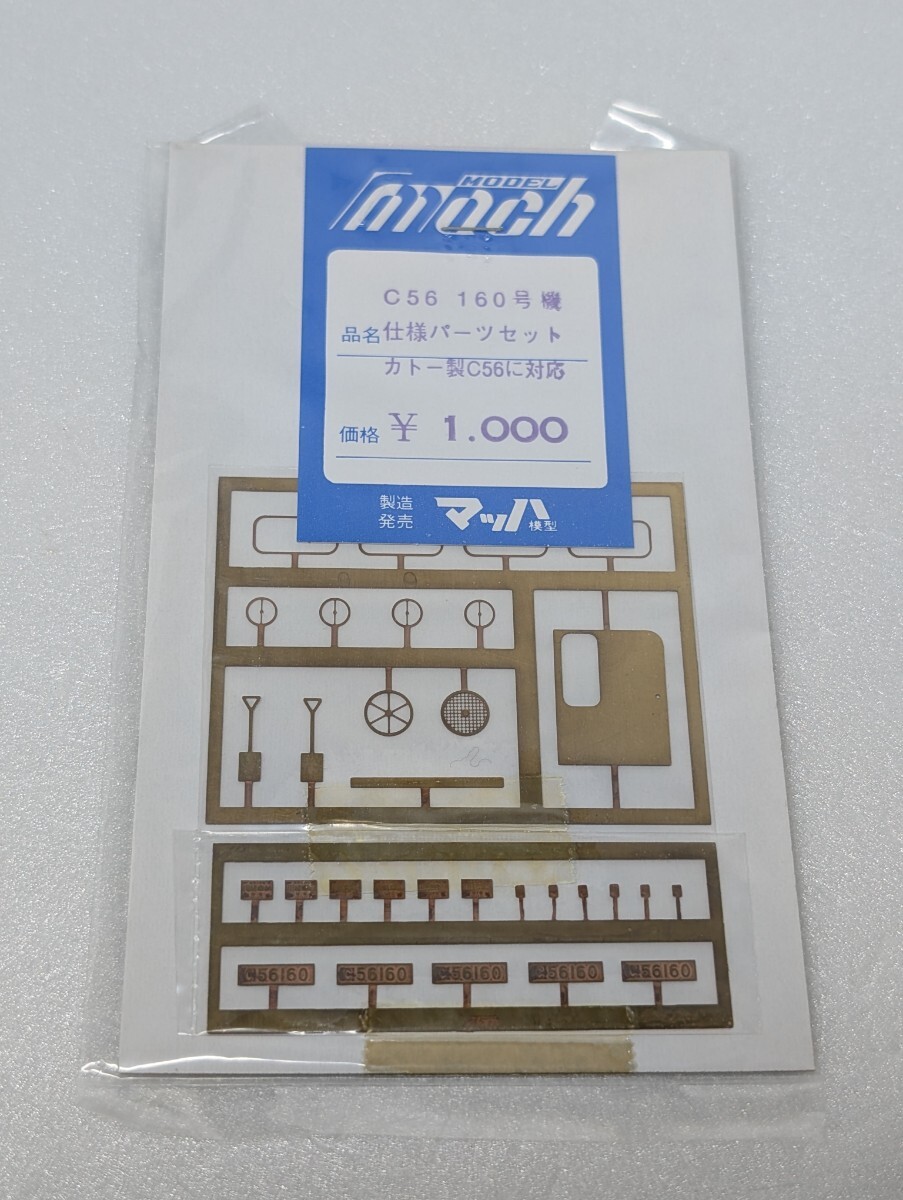 MODEL
mach
C56 160号機
品名 仕様パーツセット
カトー製C56に対応
価格 ¥ 1.000
製造
発売 マッハ模型
C56160 C56160 C56160 C56160 C56160